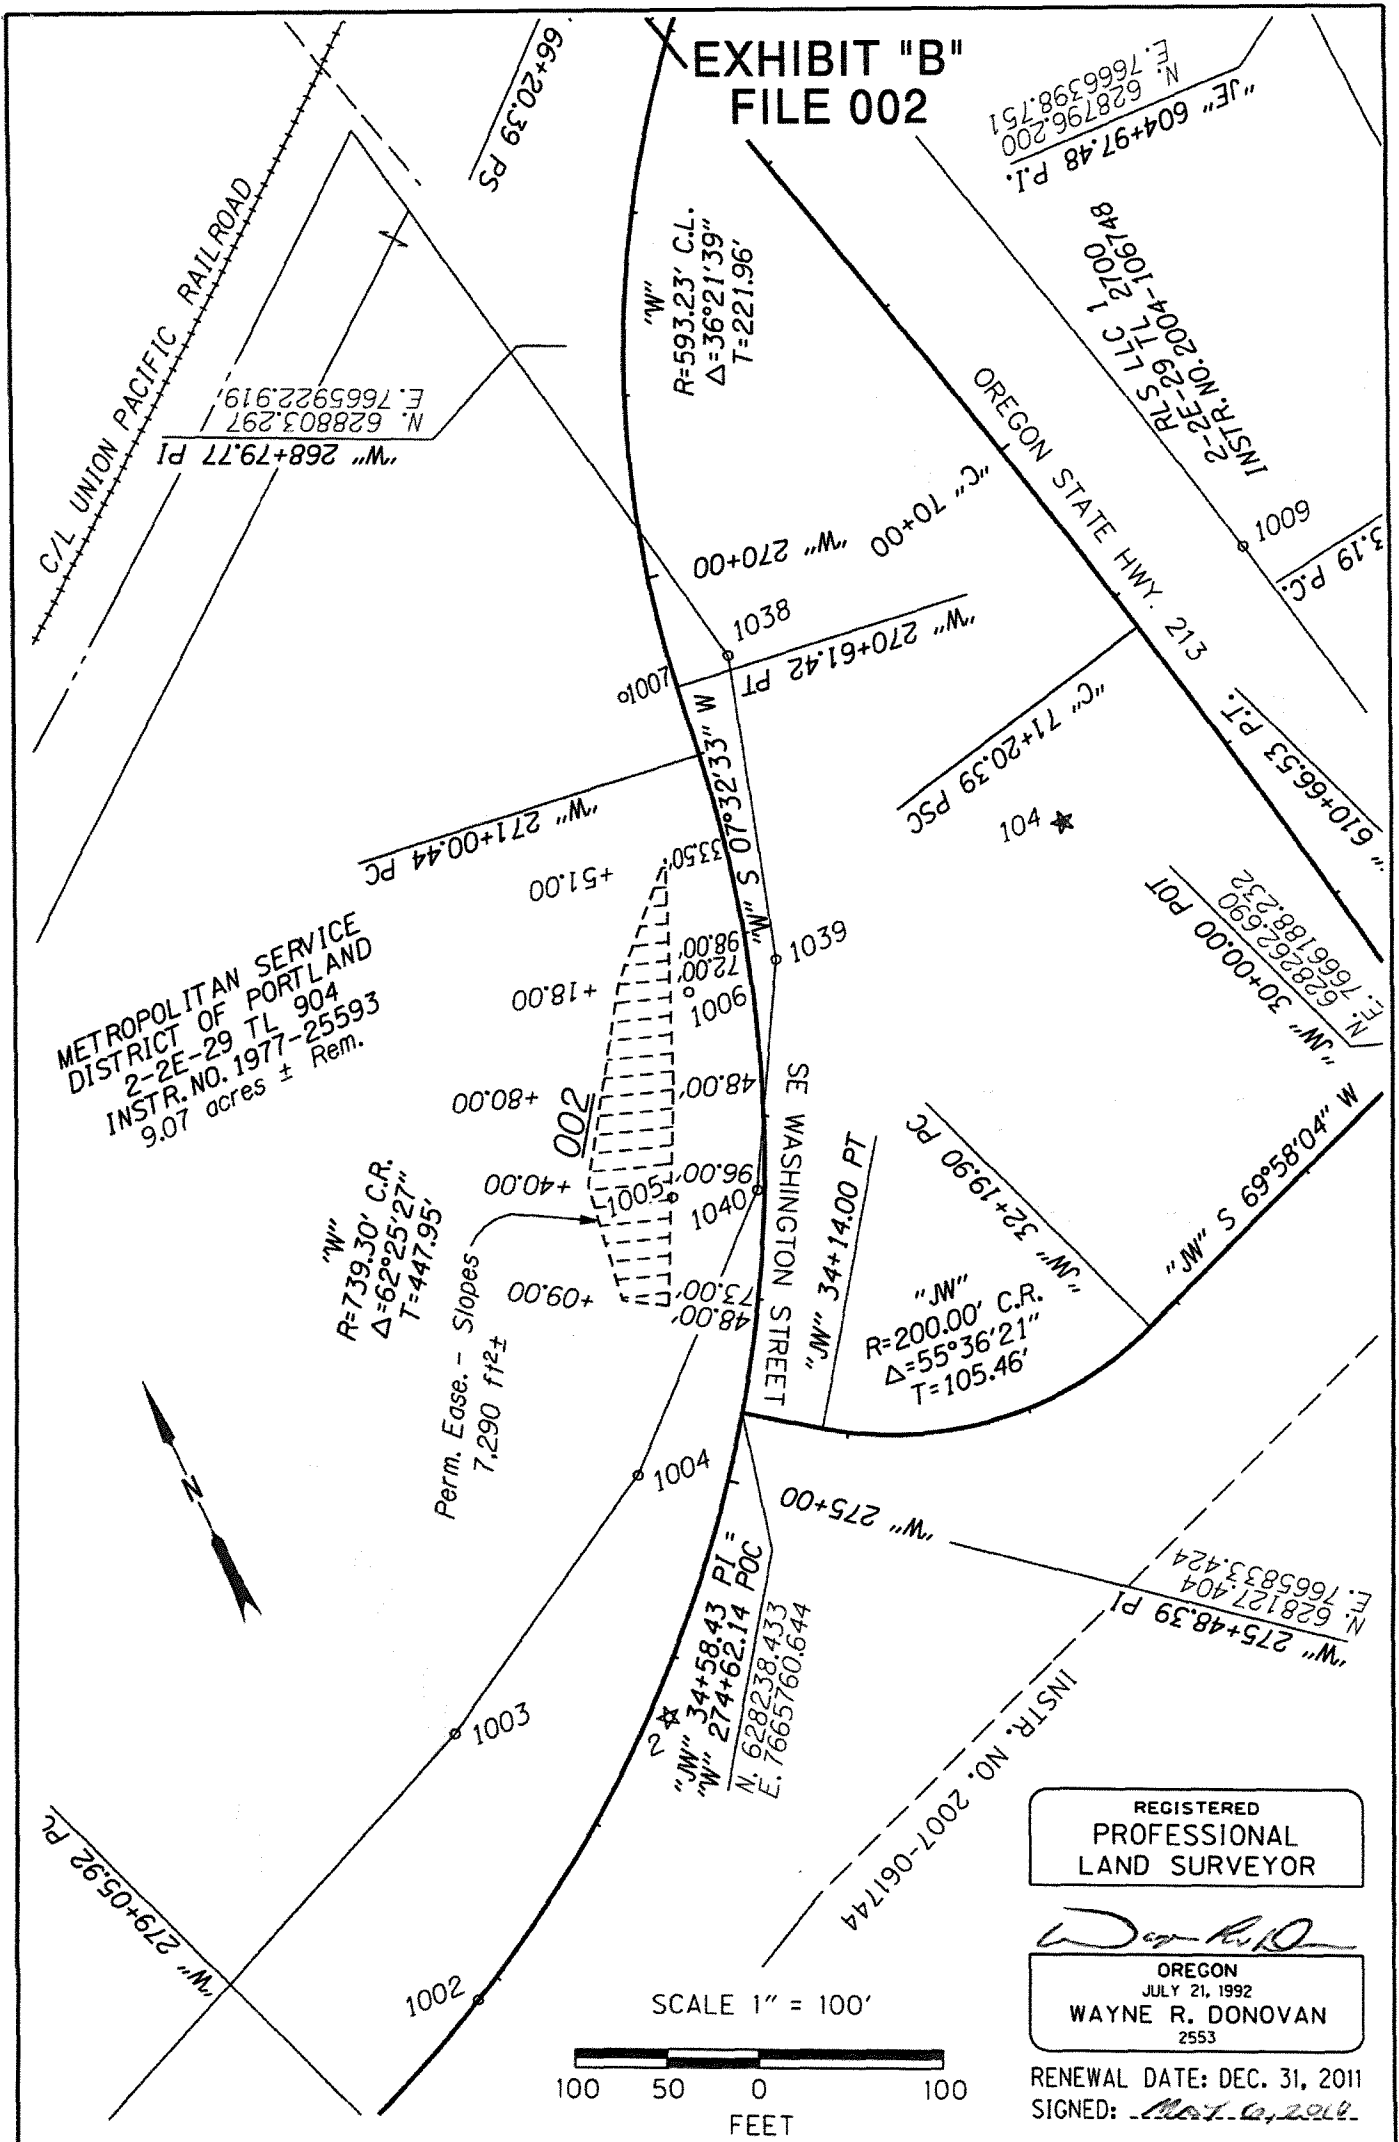 EXHIBIT "B"
FILE 002
66+20.39 PS
C/L UNION PACIFIC RAILROAD
"W" 268+79.77 PI
N. 628803.297
E. 7665922.919
"W"
R=593.23' C.L.
Δ=36°21'39"
T=221.96'
"JE" 604+97.48 P.I.
N. 628796.200
E. 7666398.751
RLS LLC 1
2-2E-29 TL 2700
INSTR.NO.2004-106748
OREGON STATE HWY. 213
1009
3.19 P.C.
"C" 70+00
"W" 270+00
1038
"W" 270+61.42 PT
1007
"W" S 07°32'33" W
"W" 271+00.44 PC
"C" 71+20.39 PSC
104
610+66.53 P.T.
"JW" 30+00.00 POT
N. 628262.690
E. 7666188.232
METROPOLITAN SERVICE
DISTRICT OF PORTLAND
2-2E-29 TL 904
INSTR.NO.1977-25593
9.07 acres ± Rem.
+51.00
33.50'
+18.00
98.00'
72.00'
1006
1039
+80.00
48.00'
002
+40.00
96.00'
1005
1040
+09.00
73.00'
48.00'
"W"
R=739.30' C.R.
Δ=62°25'27"
T=447.95'
Perm. Ease. - Slopes
7,290 ft²±
SE WASHINGTON STREET
"JW" 34+14.00 PT
"JW" 32+19.90 PC
"JW" S 69°58'04" W
"JW"
R=200.00' C.R.
Δ=55°36'21"
T=105.46'
N
1004
"W" 275+00
"W" 275+48.39 PI
N. 628127.404
E. 7665833.424
"JW" 34+58.43 PI =
"W" 274+62.14 POC
N. 628238.433
E. 7665760.644
1003
2
INSTR. NO. 2007-061744
"W" 279+05.92 PC
1002
SCALE 1" = 100'
100 50 0 100
FEET
REGISTERED
PROFESSIONAL
LAND SURVEYOR
OREGON
JULY 21, 1992
WAYNE R. DONOVAN
2553
RENEWAL DATE: DEC. 31, 2011
SIGNED: MAY 6, 2010